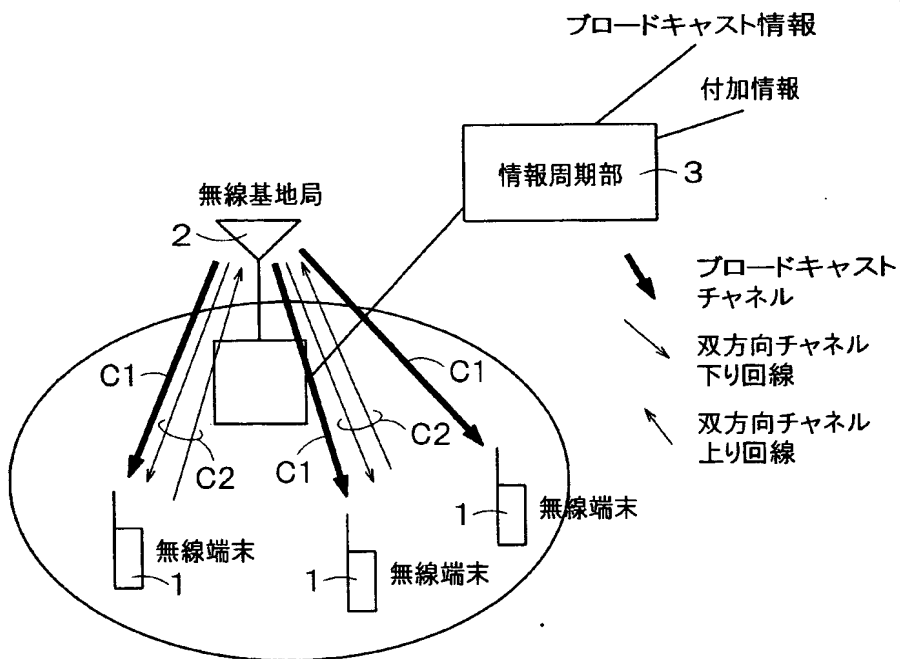 ブロードキャスト情報
付加情報
情報周期部
3
無線基地局
2
ブロードキャスト
チャネル
双方向チャネル
下り回線
双方向チャネル
上り回線
C1
C2
C1
C2
C1
1
無線端末
1
無線端末
1
無線端末